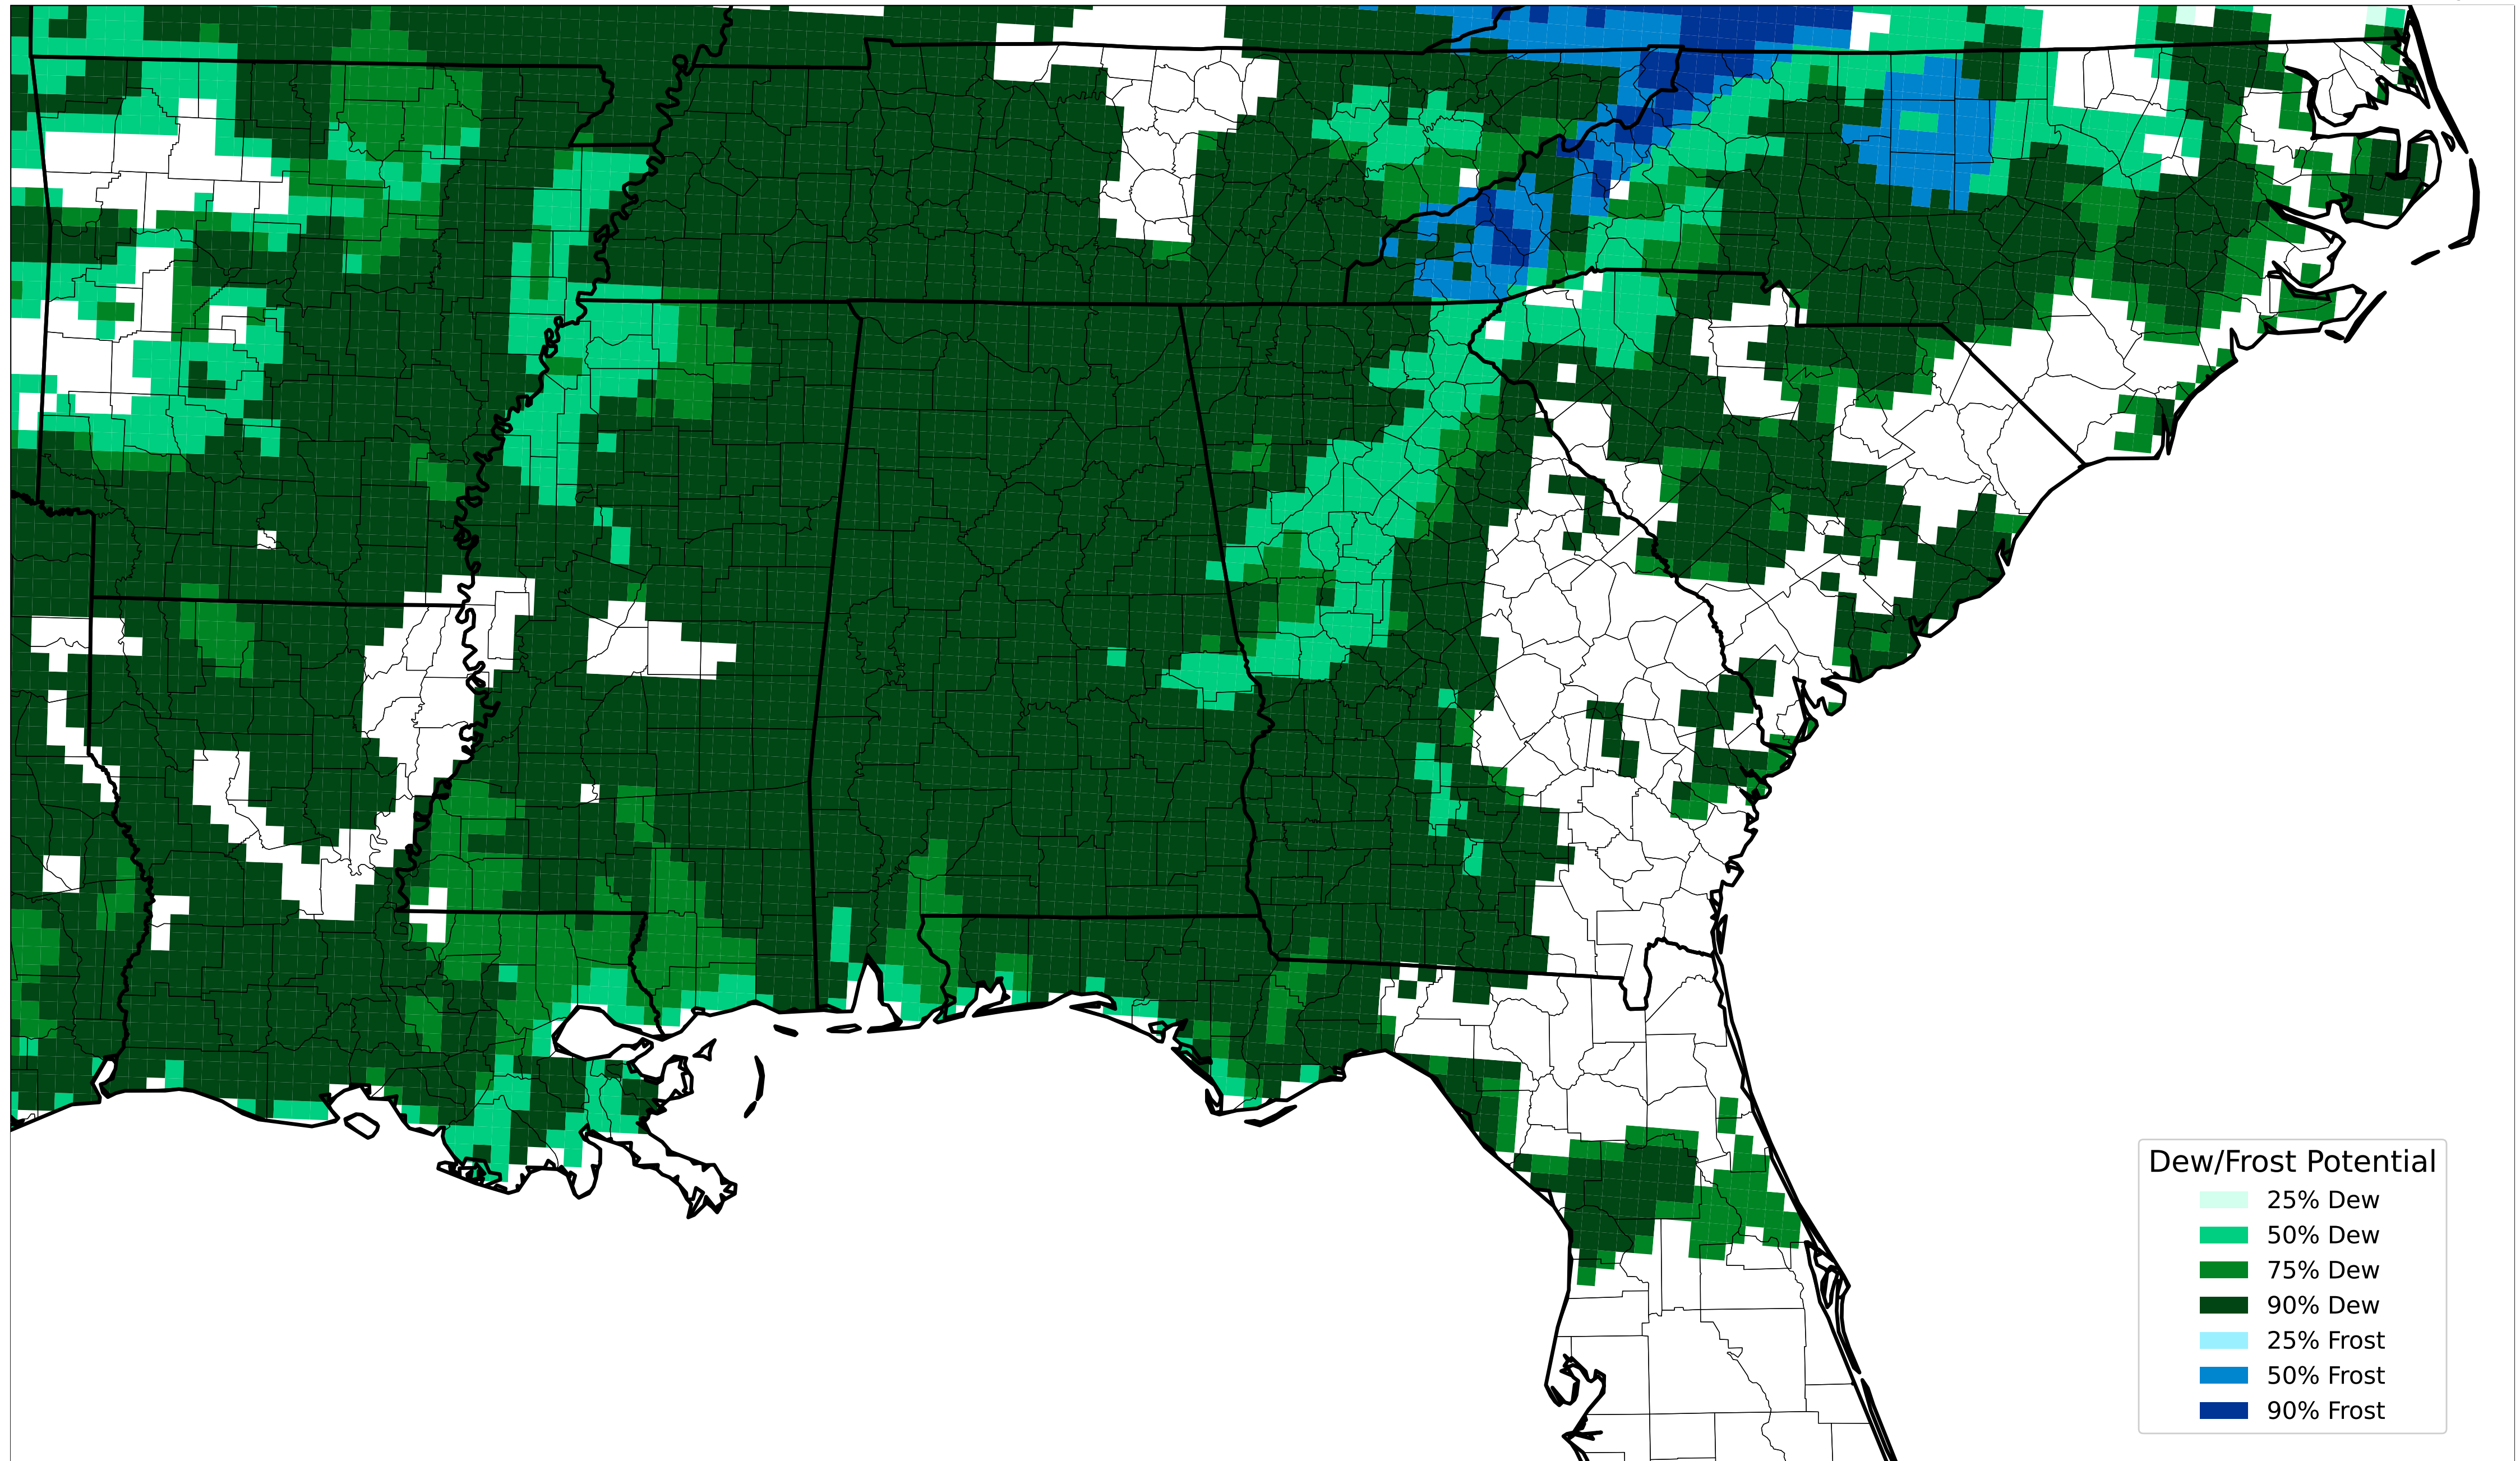 Dew/Frost Potential
25% Dew
50% Dew
75% Dew
90% Dew
25% Frost
50% Frost
90% Frost